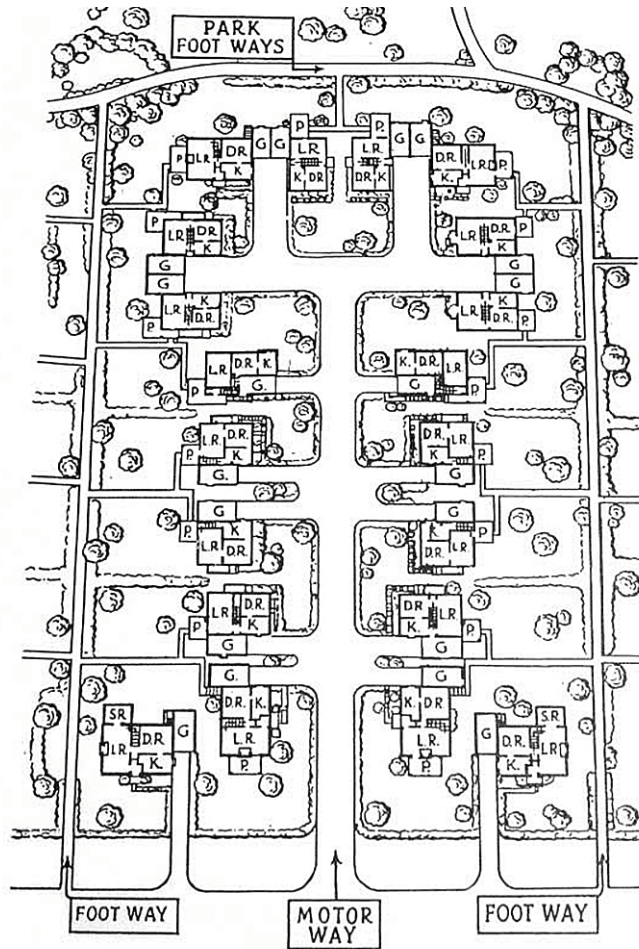 PARK
FOOT WAYS
P. P.
G G L.R. L.R. G G
P. L.R. D.R. D.R. L.R. P.
K. K D.R. D.R. K K.
P. P
L.R. D.R. L.R. D.R.
K K
G G
G G
L.R. K L.R. K
P. D.R. D.R. P.
L.R. D.R. K K. D.R. L.R.
P. G. G P.
L.R. D.R. D.R. L.R.
P. K. K P.
G. G
G G
P. K K P.
L.R. D.R. D.R. L.R.
L.R. D.R. D.R. L.R.
P. K K. P.
G G
G. G
S.R. D.R. K. K. D.R. S.R.
L.R. D.R. G L.R. L.R. G D.R. L.R.
K. P. P. K
FOOT WAY
MOTOR
WAY
FOOT WAY